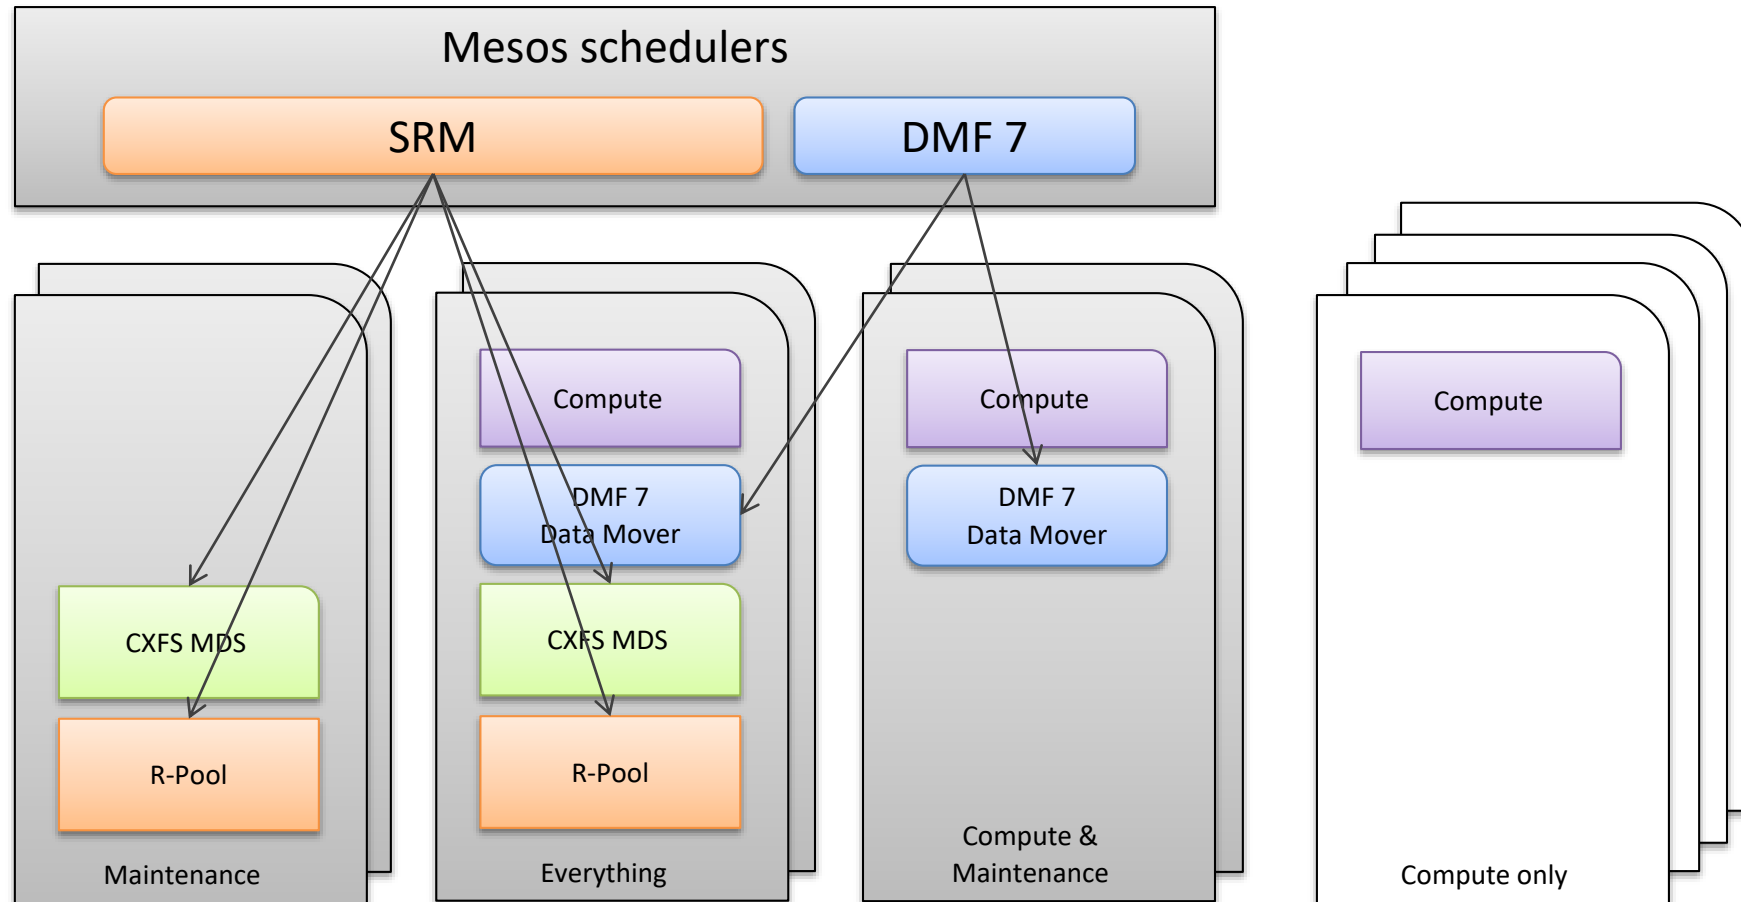 Mesos schedulers
SRM
DMF 7
CXFS MDS
R-Pool
Maintenance
Compute
DMF 7
Data Mover
CXFS MDS
R-Pool
Everything
Compute
DMF 7
Data Mover
Compute &
Maintenance
Compute
Compute only